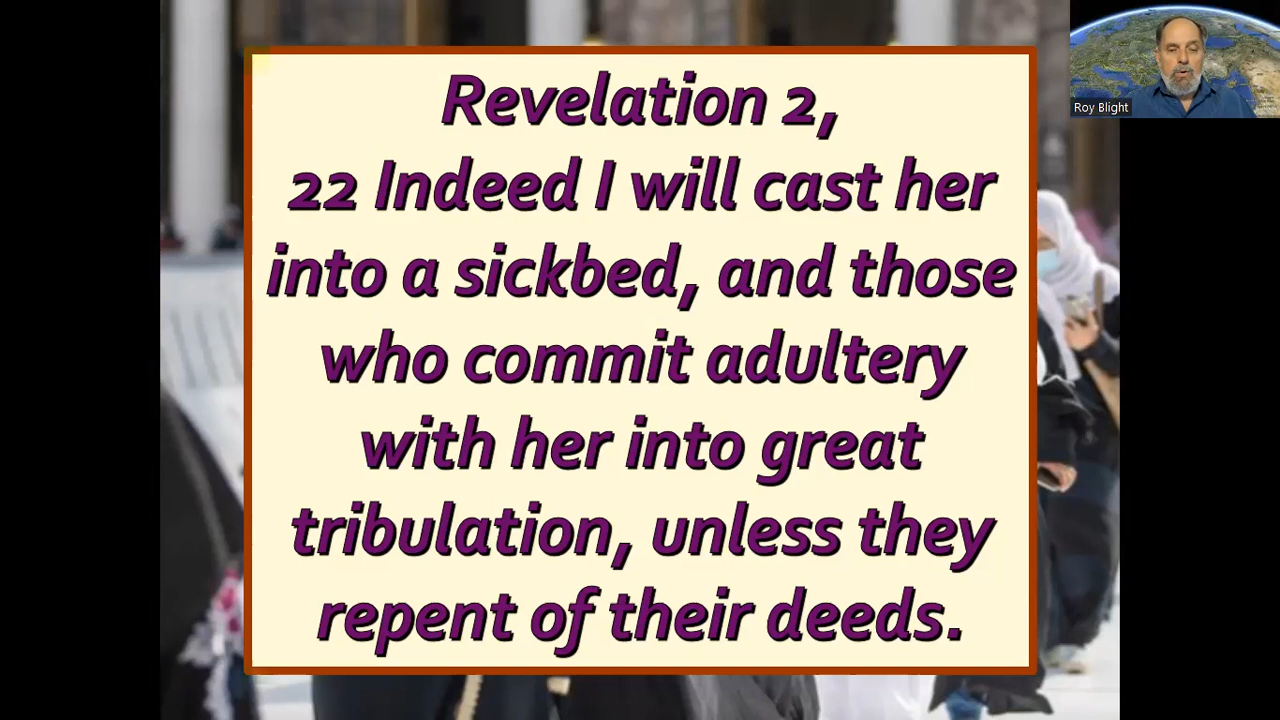 Revelation 2,
22 Indeed I will cast her
into a sickbed, and those
who commit adultery
with her into great
tribulation, unless they
repent of their deeds.
Roy Blight